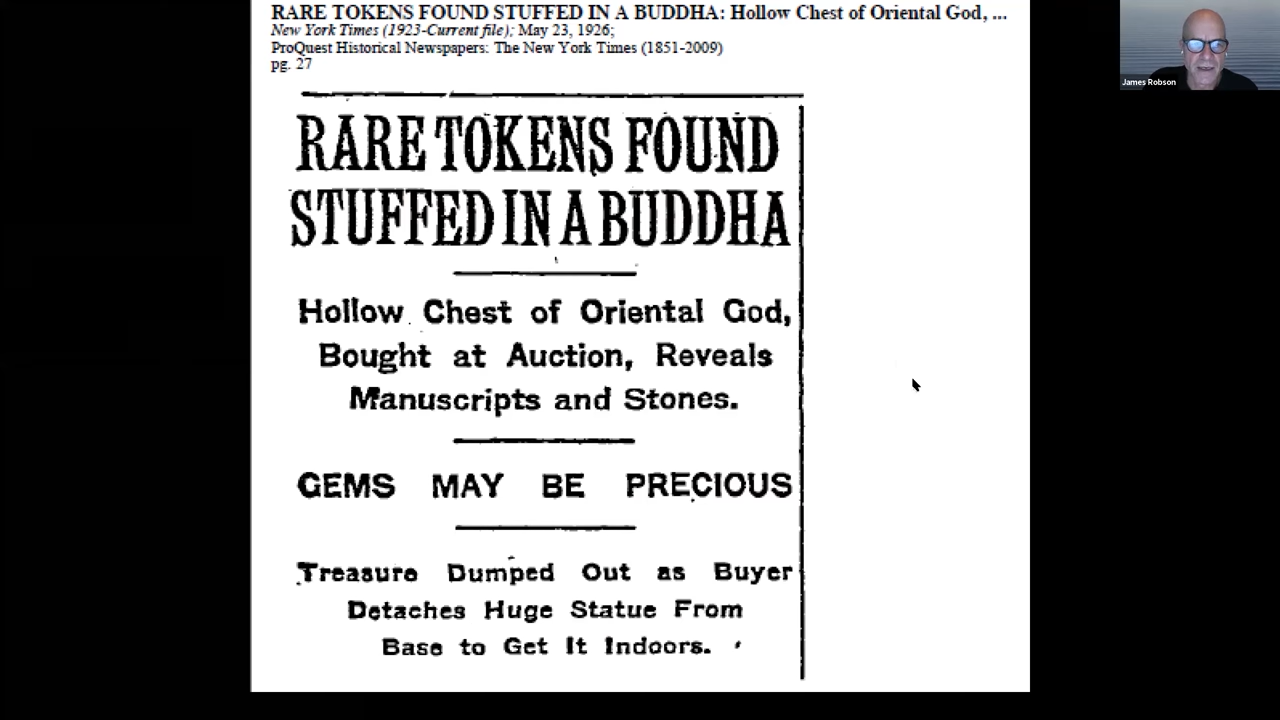 RARE TOKENS FOUND STUFFED IN A BUDDHA: Hollow Chest of Oriental God, ...
New York Times (1923-Current file); May 23, 1926;
ProQuest Historical Newspapers: The New York Times (1851-2009)
pg. 27
James Robson
RARE TOKENS FOUND
STUFFED IN A BUDDHA
Hollow Chest of Oriental God,
Bought at Auction, Reveals
Manuscripts and Stones.
GEMS MAY BE PRECIOUS
Treasure Dumped Out as Buyer
Detaches Huge Statue From
Base to Get It Indoors.